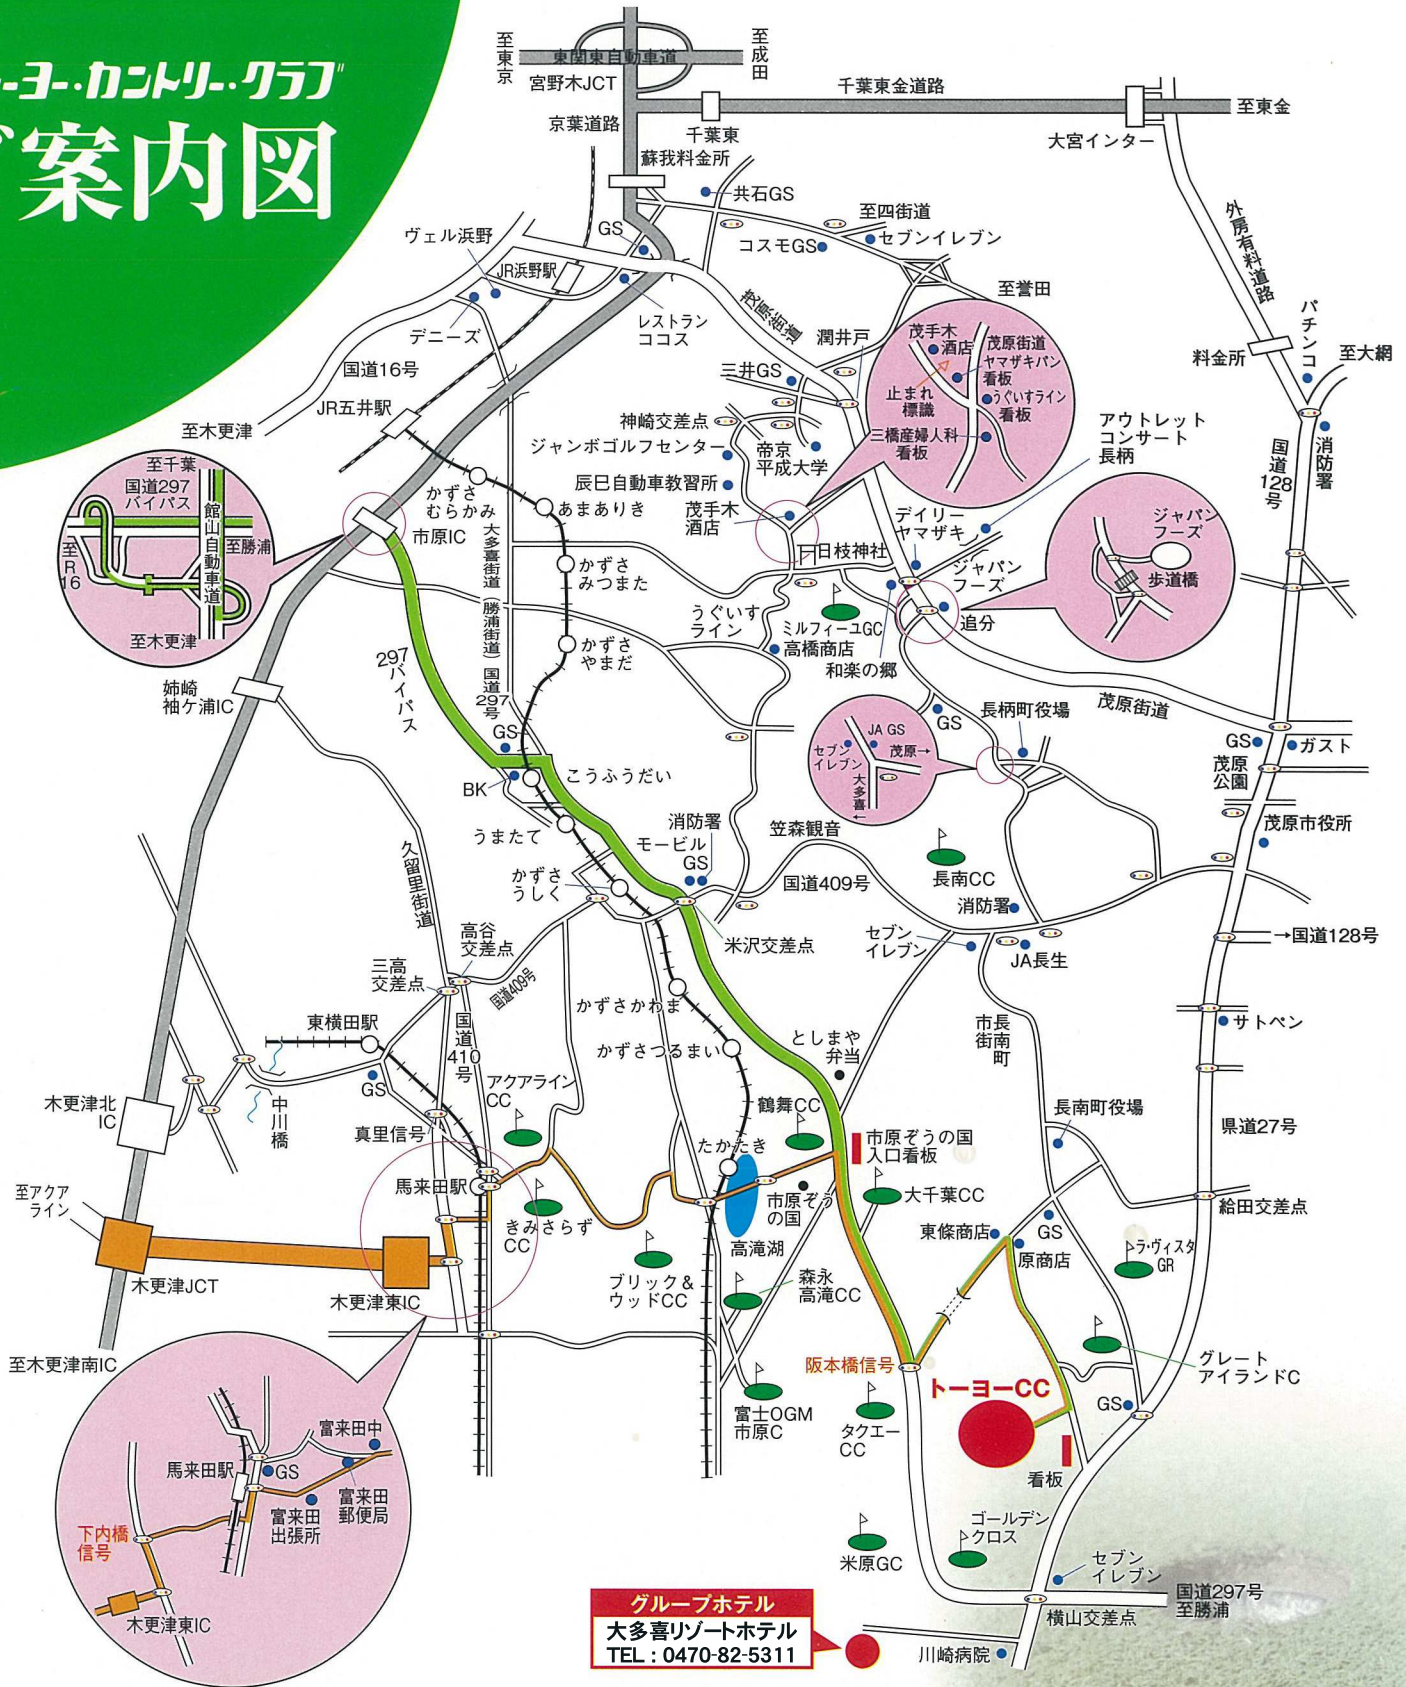 ーヨー・カントリー・クラブ
案内図
至東京
東関東自動車道
至成田
宮野木JCT
千葉東金道路
至東金
京葉道路
千葉東
大宮インター
蘇我料金所
共石GS
至四街道
外房有料道路
ヴェル浜野
GS
コスモGS
セブンイレブン
JR浜野駅
至誉田
デニーズ
レストラン
ココス
茂原街道
潤井戸
茂手木
酒店
茂原街道
ヤマザキパン
看板
止まれ
標識
うぐいすライン
看板
三橋産婦人科
看板
パチンコ
料金所
至大網
国道16号
三井GS
JR五井駅
至木更津
神崎交差点
ジャンボゴルフセンター
帝京
平成大学
アウトレット
コンサート
長柄
国道128号
消防署
至千葉
国道297
バイパス
館山自動車道
至勝浦
至R16
至木更津
かずさ
むらかみ
辰巳自動車教習所
あまありき
茂手木
酒店
市原IC
大多喜街道(勝浦街道)国道297号
デイリー
ヤマザキ
日枝神社
ジャパン
フーズ
ジャパン
フーズ
歩道橋
かずさ
みつまた
うぐいす
ライン
ミルフィーユGC
高橋商店
追分
かずさ
やまだ
和楽の郷
297バイパス
姉崎
袖ケ浦IC
GS
JA GS
セブン
イレブン
茂原→
大多喜←
GS
長柄町役場
茂原街道
GS
ガスト
茂原
公園
BK
こうふうだい
うまたて
消防署
モービル
GS
笠森観音
茂原市役所
久留里街道
かずさ
うしく
国道409号
長南CC
消防署
高谷
交差点
米沢交差点
セブン
イレブン
→国道128号
JA長生
三高
交差点
国道409号
かずさかわま
東横田駅
国道410号
かずさつるまい
としまや
弁当
長南町
市街
サトペン
GS
アクアライン
CC
木更津北
IC
中川橋
真里信号
鶴舞CC
長南町役場
県道27号
たかたき
市原ぞうの国
入口看板
至アクア
ライン
馬来田駅
きみさらず
CC
市原ぞう
の国
大千葉CC
給田交差点
高滝湖
東條商店
GS
原商店
ラ・ヴィスタ
GR
木更津JCT
木更津東IC
ブリック&
ウッドCC
森永
高滝CC
至木更津南IC
阪本橋信号
グレート
アイランドC
トーヨーCC
富士OGM
市原C
タクエー
CC
GS
看板
富来田中
馬来田駅
GS
富来田
郵便局
富来田
出張所
下内橋
信号
木更津東IC
ゴールデン
クロス
米原GC
セブン
イレブン
国道297号
至勝浦
横山交差点
グループホテル
大多喜リゾートホテル
TEL:0470-82-5311
川崎病院